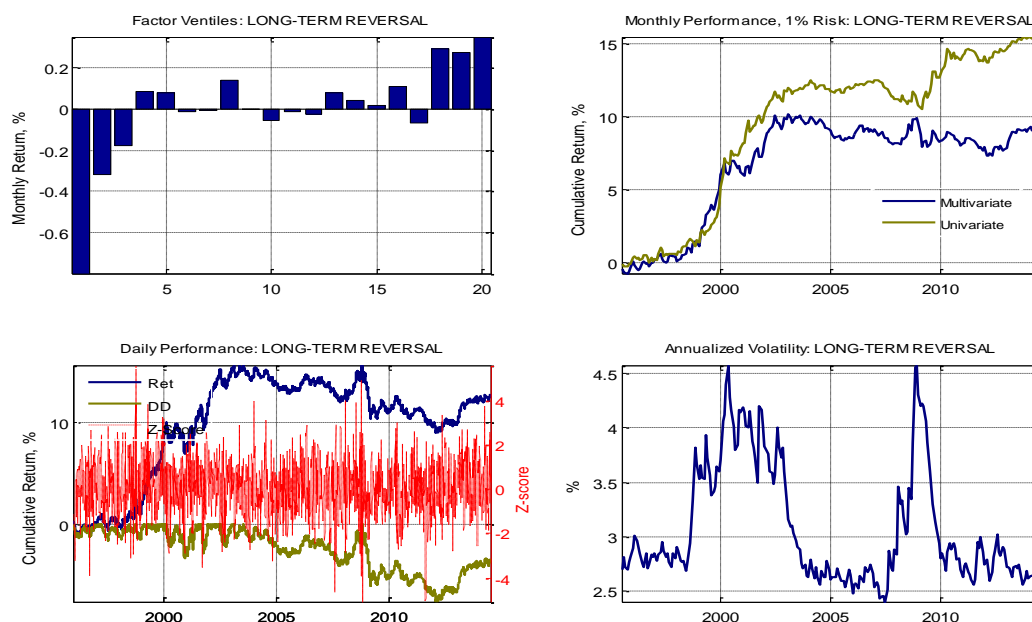 Factor Ventiles: LONG-TERM REVERSAL
Monthly Return, %
0.2
0
-0.2
-0.4
-0.6
5
10
15
20
Monthly Performance, 1% Risk: LONG-TERM REVERSAL
Cumulative Return, %
15
10
5
0
Multivariate
Univariate
2000
2005
2010
Daily Performance: LONG-TERM REVERSAL
Cumulative Return, %
10
0
Ret
DD
Z-Score
4
2
0
-2
-4
Z-score
2000
2005
2010
Annualized Volatility: LONG-TERM REVERSAL
%
4.5
4
3.5
3
2.5
2000
2005
2010